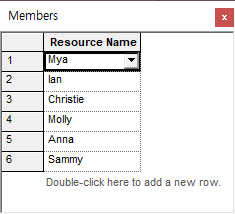 Members x
Resource Name
1 Mya
2 Ian
3 Christie
4 Molly
5 Anna
6 Sammy
Double-click here to add a new row.